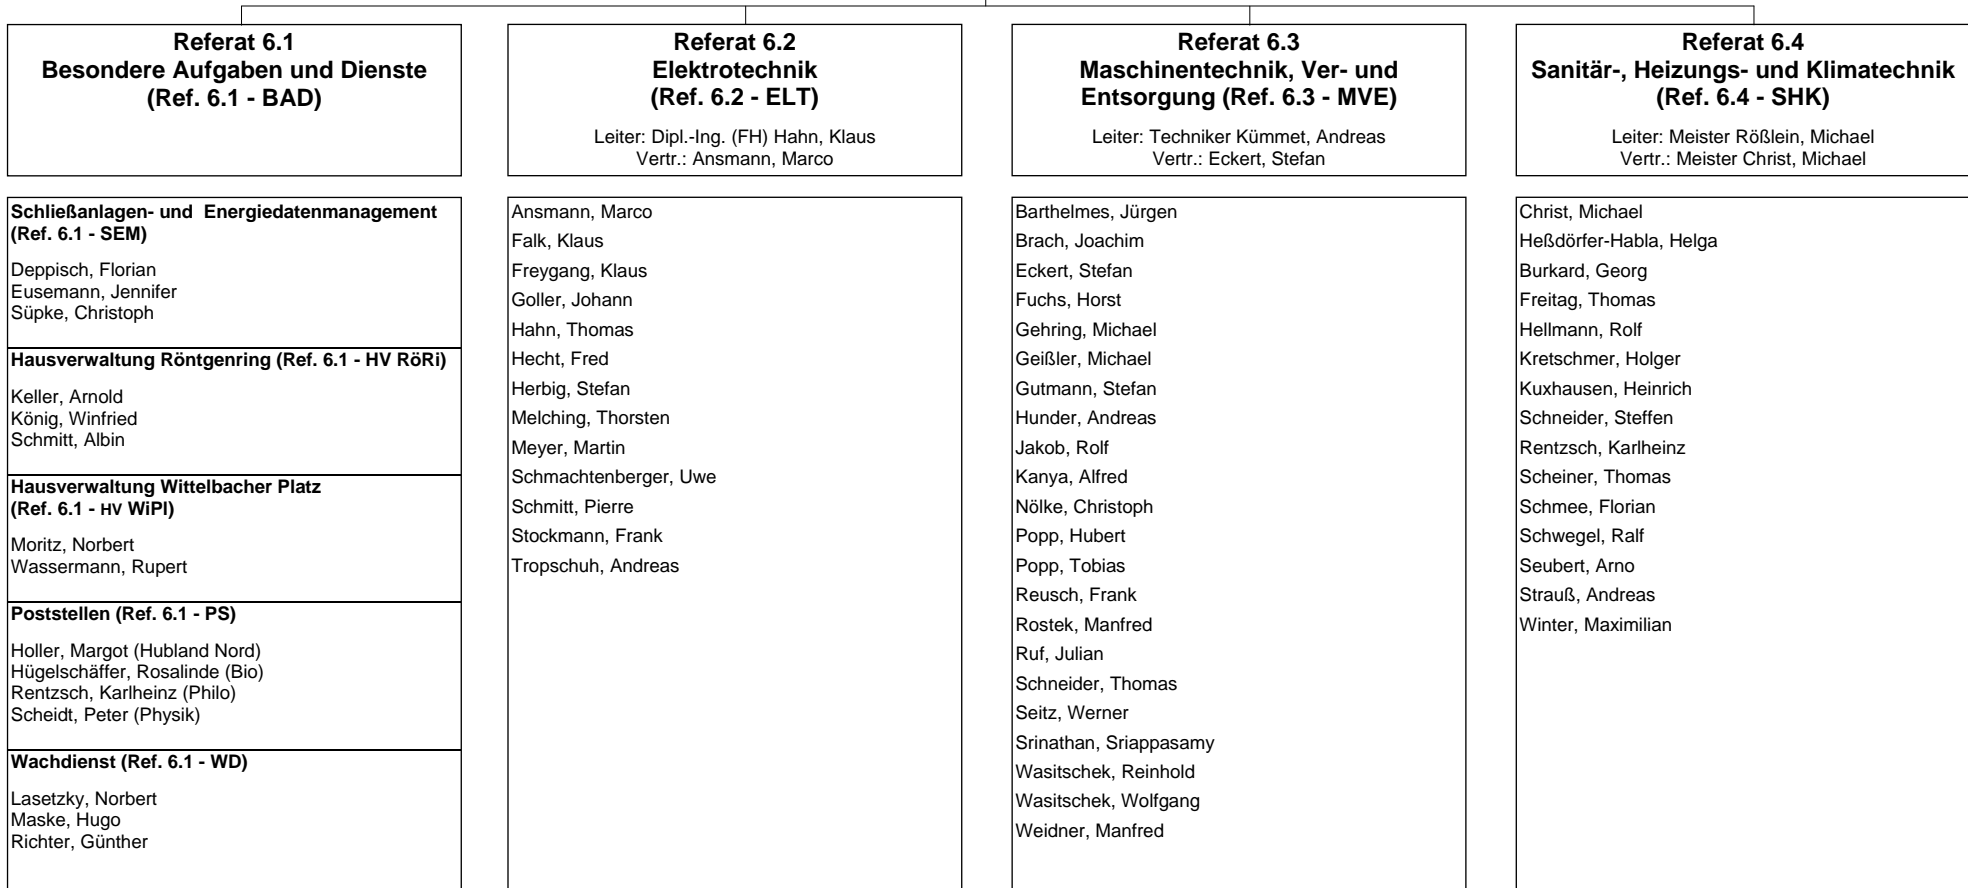 Referat 6.1
Besondere Aufgaben und Dienste
(Ref. 6.1 - BAD)
Schließanlagen- und Energiedatenmanagement
(Ref. 6.1 - SEM)
Deppisch, Florian
Eusemann, Jennifer
Süpke, Christoph
Hausverwaltung Röntgenring (Ref. 6.1 - HV RöRi)
Keller, Arnold
König, Winfried
Schmitt, Albin
Hausverwaltung Wittelbacher Platz
(Ref. 6.1 - HV WiPl)
Moritz, Norbert
Wassermann, Rupert
Poststellen (Ref. 6.1 - PS)
Holler, Margot (Hubland Nord)
Hügelschäffer, Rosalinde (Bio)
Rentzsch, Karlheinz (Philo)
Scheidt, Peter (Physik)
Wachdienst (Ref. 6.1 - WD)
Lasetzky, Norbert
Maske, Hugo
Richter, Günther
Referat 6.2
Elektrotechnik
(Ref. 6.2 - ELT)
Leiter: Dipl.-Ing. (FH) Hahn, Klaus
Vertr.: Ansmann, Marco
Ansmann, Marco
Falk, Klaus
Freygang, Klaus
Goller, Johann
Hahn, Thomas
Hecht, Fred
Herbig, Stefan
Melching, Thorsten
Meyer, Martin
Schmachtenberger, Uwe
Schmitt, Pierre
Stockmann, Frank
Tropschuh, Andreas
Referat 6.3
Maschinentechnik, Ver- und
Entsorgung (Ref. 6.3 - MVE)
Leiter: Techniker Kümmet, Andreas
Vertr.: Eckert, Stefan
Barthelmes, Jürgen
Brach, Joachim
Eckert, Stefan
Fuchs, Horst
Gehring, Michael
Geißler, Michael
Gutmann, Stefan
Hunder, Andreas
Jakob, Rolf
Kanya, Alfred
Nölke, Christoph
Popp, Hubert
Popp, Tobias
Reusch, Frank
Rostek, Manfred
Ruf, Julian
Schneider, Thomas
Seitz, Werner
Srinathan, Sriappasamy
Wasitschek, Reinhold
Wasitschek, Wolfgang
Weidner, Manfred
Referat 6.4
Sanitär-, Heizungs- und Klimatechnik
(Ref. 6.4 - SHK)
Leiter: Meister Rößlein, Michael
Vertr.: Meister Christ, Michael
Christ, Michael
Heßdörfer-Habla, Helga
Burkard, Georg
Freitag, Thomas
Hellmann, Rolf
Kretschmer, Holger
Kuxhausen, Heinrich
Schneider, Steffen
Rentzsch, Karlheinz
Scheiner, Thomas
Schmee, Florian
Schwegel, Ralf
Seubert, Arno
Strauß, Andreas
Winter, Maximilian